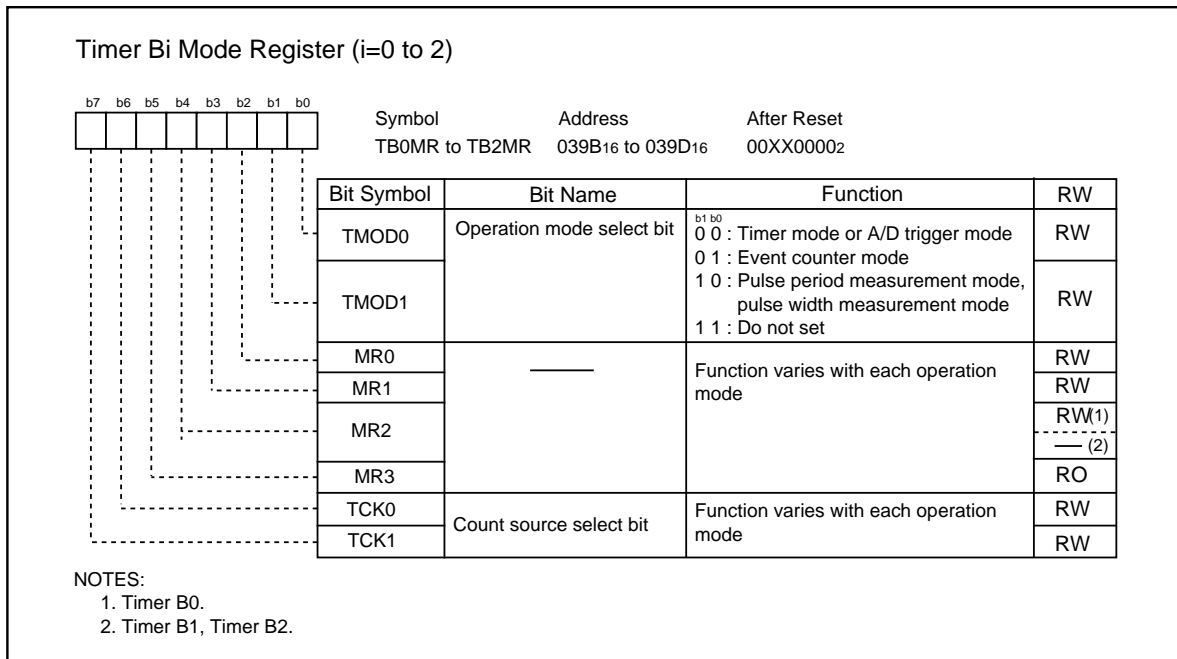 Timer Bi Mode Register (i=0 to 2)
b7 b6 b5 b4 b3 b2 b1 b0
Symbol Address After Reset
TB0MR to TB2MR 039B16 to 039D16 00XX00002
Bit Symbol Bit Name Function RW
TMOD0 Operation mode select bit
b1 b0
0 0 : Timer mode or A/D trigger mode RW
0 1 : Event counter mode
TMOD1 1 0 : Pulse period measurement mode,
pulse width measurement mode RW
1 1 : Do not set
MR0 Function varies with each operation mode RW
MR1 RW
MR2 RW(1)
(2)
MR3 RO
TCK0 Count source select bit Function varies with each operation mode RW
TCK1 RW
NOTES:
1. Timer B0.
2. Timer B1, Timer B2.